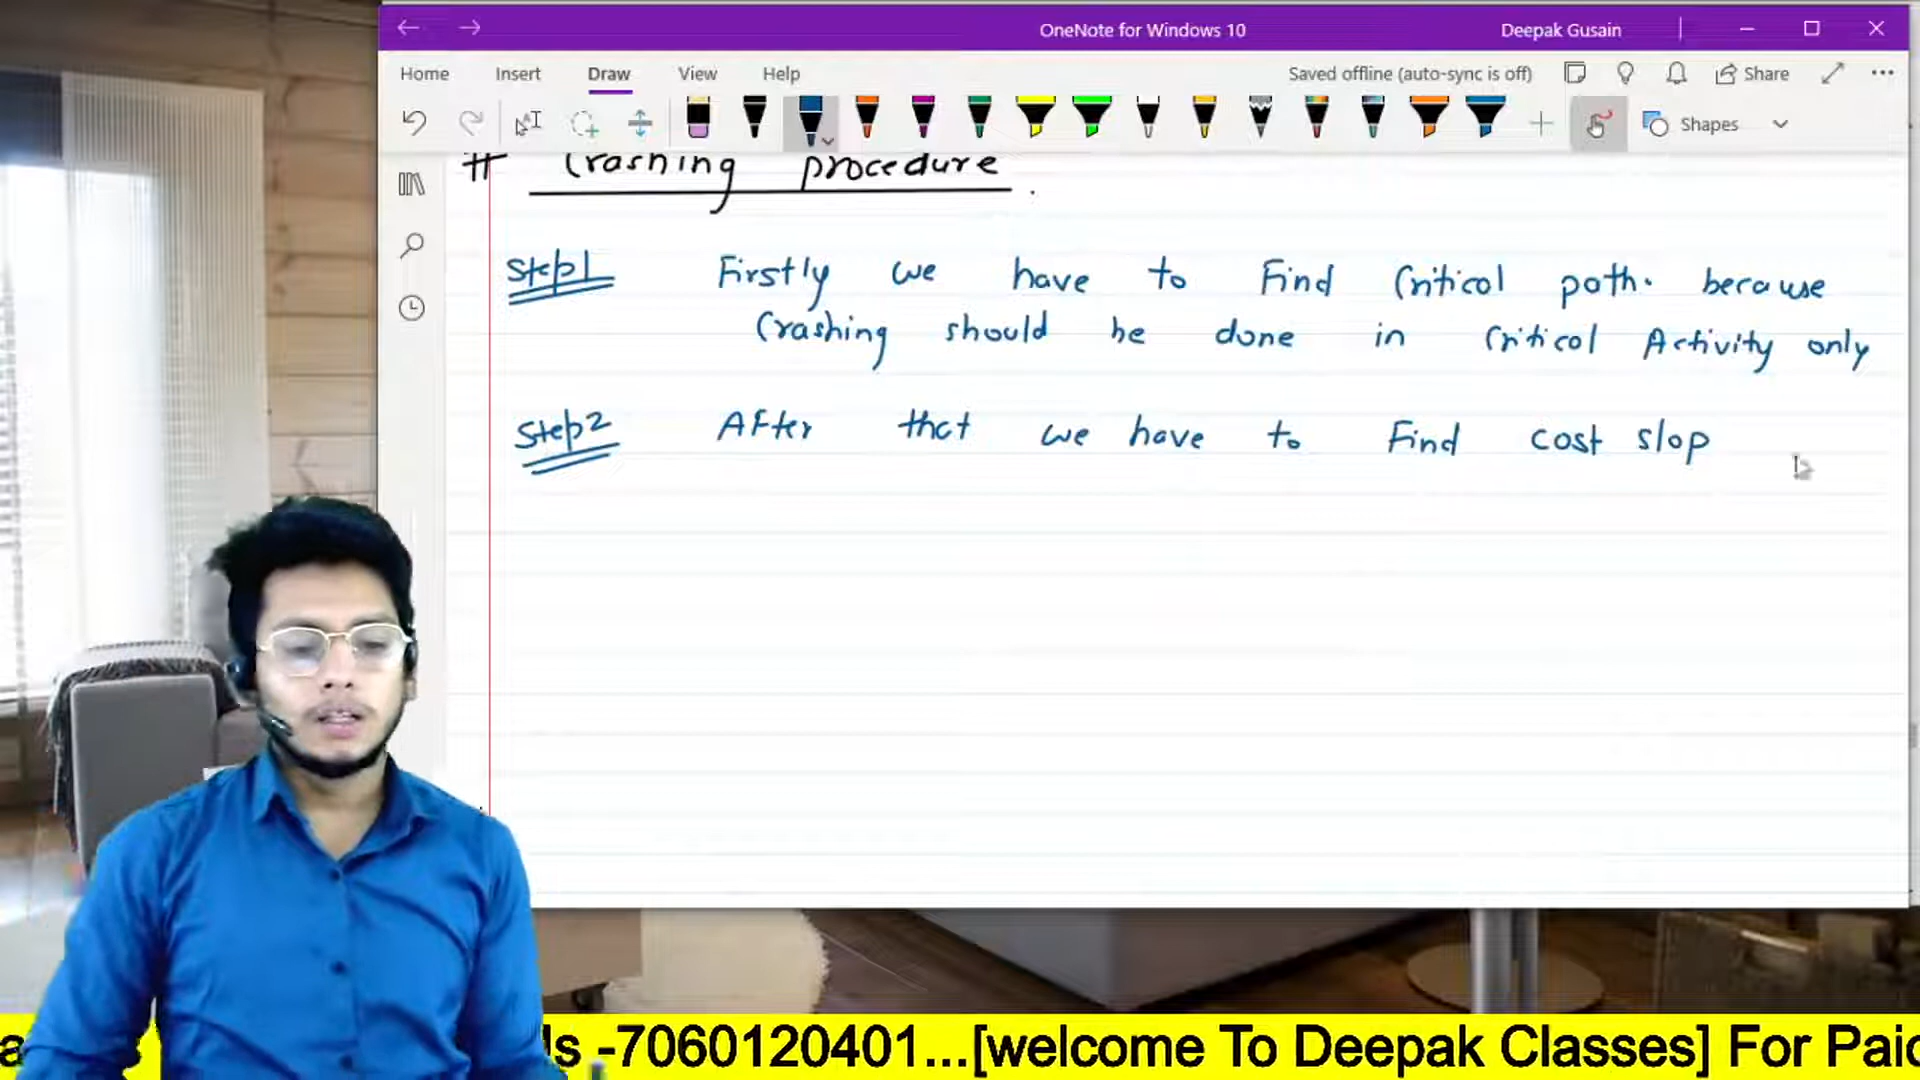 OneNote for Windows 10
Deepak Gusain
Home Insert Draw View Help
Saved offline (auto-sync is off)
Share
Shapes
# Crashing procedure.
Step1 Firstly we have to Find Critical path. because
Crashing should be done in Critical Activity only
Step2 After that we have to Find cost slop
ls -7060120401...[welcome To Deepak Classes] For Paid